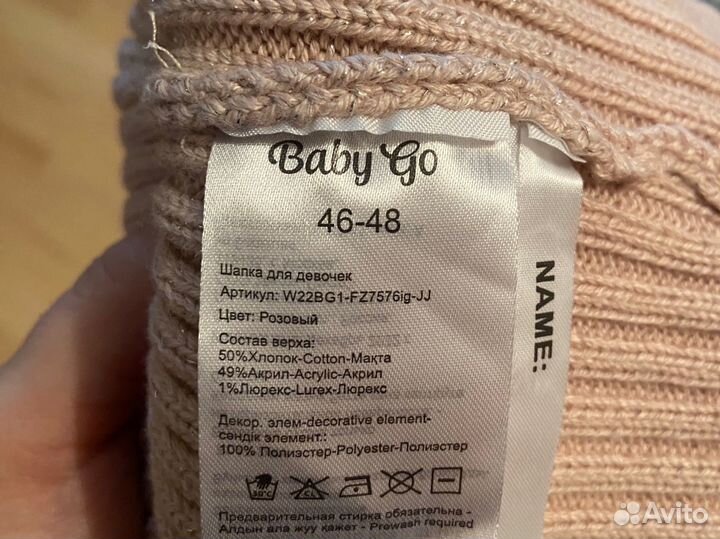 Baby Go
46-48
Шапка для девочек
Артикул: W22BG1-FZ7576ig-JJ
Цвет: Розовый
Состав верха:
50%Хлопок-Cotton-Мақта
49%Акрил-Acrylic-Акрил
1%Люрекс-Lurex-Люрекс
Декор. элем-decorative element-
сәндік элемент.:
100% Полиэстер-Polyester-Полиэстер
30°C
CL
Предварительная стирка обязательна -
Алдын ала жуу қажет - Prewash required
NAME:
Avito